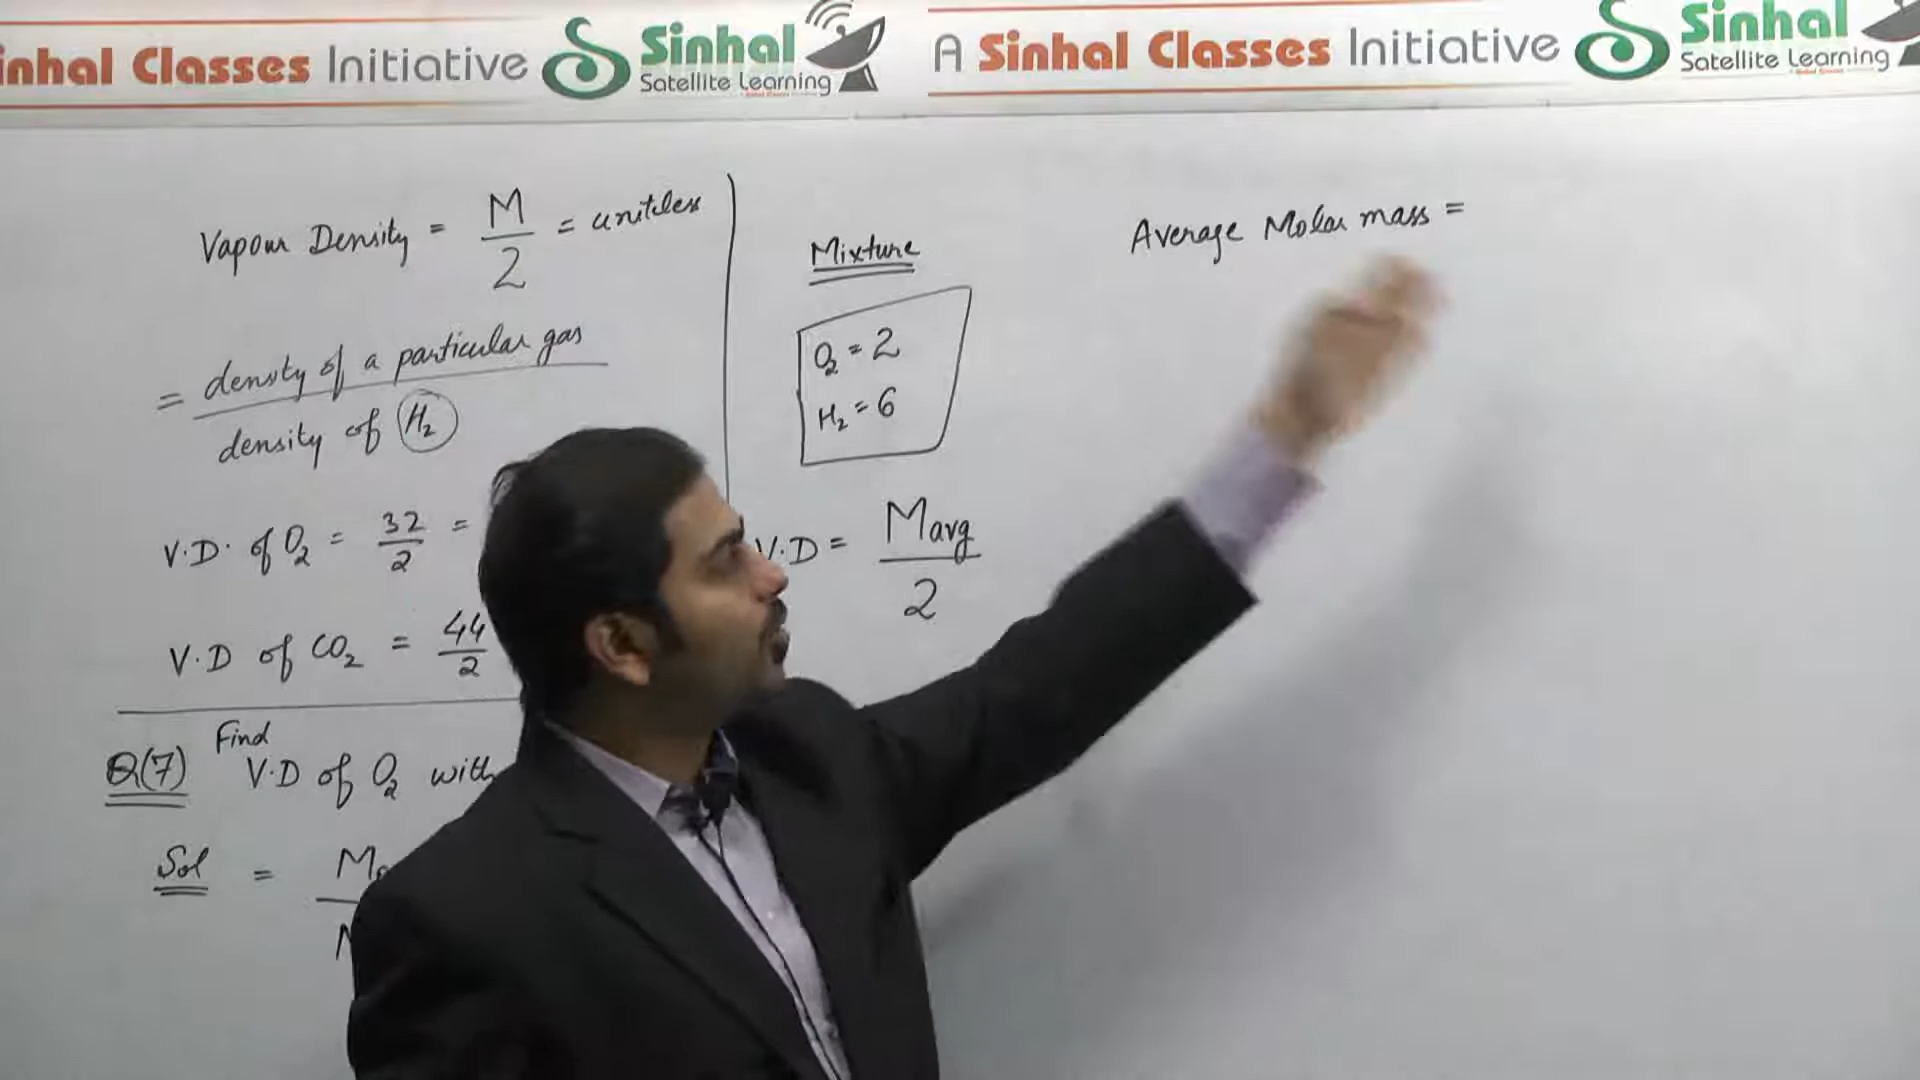 inhal Classes Initiative
Sinhal
Satellite Learning
A Sinhal Classes Initiative
Sinhal
Satellite Learning
Vapour Density = M/2 = unitless
= density of a particular gas / density of H₂
V.D. of O₂ = 32/2 =
V.D of CO₂ = 44/2
Q(7) Find V.D of O₂ with
Sol =
Mixture
O₂ = 2
H₂ = 6
V.D = Mavg/2
Average Molar mass =